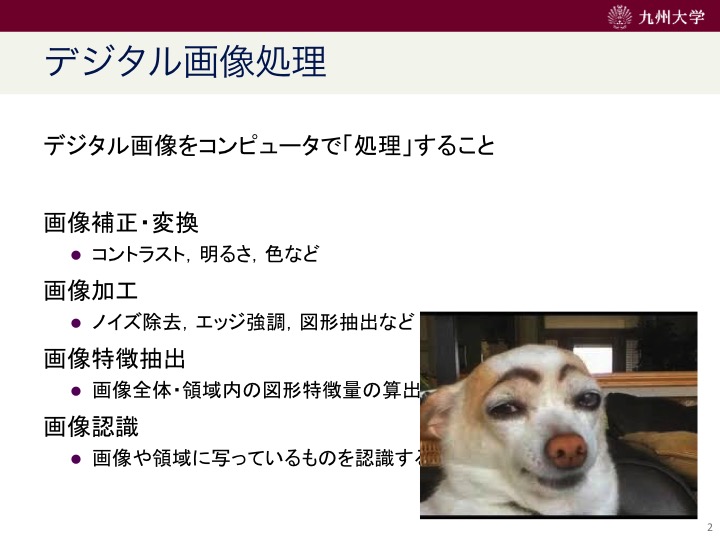 九州大学
デジタル画像処理
デジタル画像をコンピュータで｢処理｣すること
画像補正・変換
● コントラスト，明るさ，色など
画像加工
● ノイズ除去，エッジ強調，図形抽出など
画像特徴抽出
● 画像全体・領域内の図形特徴量の算出
画像認識
● 画像や領域に写っているものを認識する
2